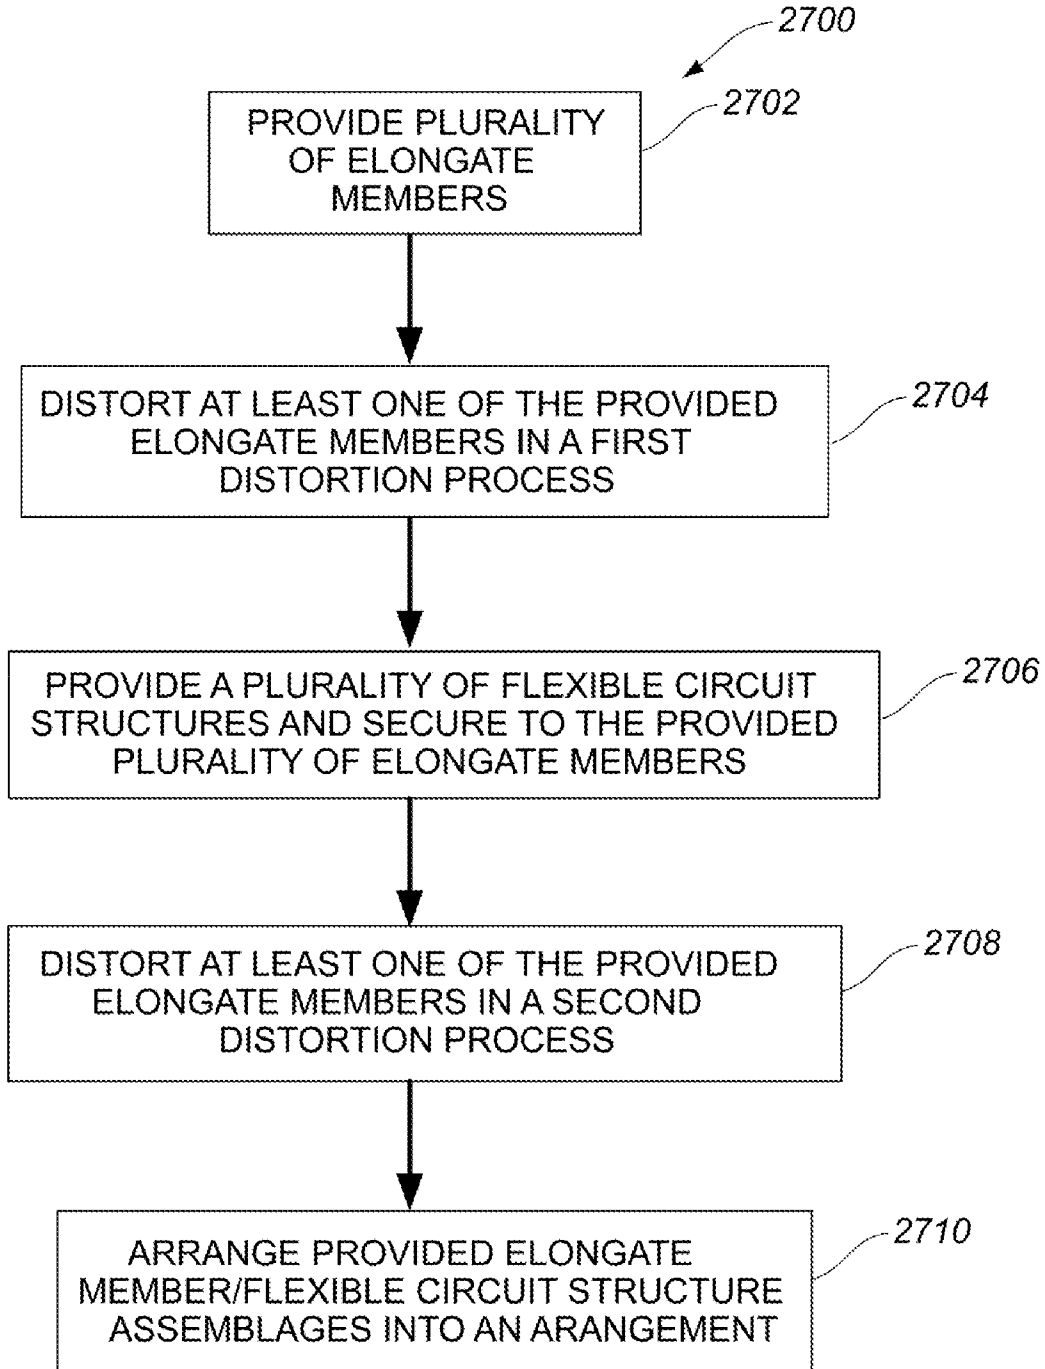 2700
2702
PROVIDE PLURALITY
OF ELONGATE
MEMBERS
2704
DISTORT AT LEAST ONE OF THE PROVIDED
ELONGATE MEMBERS IN A FIRST
DISTORTION PROCESS
2706
PROVIDE A PLURALITY OF FLEXIBLE CIRCUIT
STRUCTURES AND SECURE TO THE PROVIDED
PLURALITY OF ELONGATE MEMBERS
2708
DISTORT AT LEAST ONE OF THE PROVIDED
ELONGATE MEMBERS IN A SECOND
DISTORTION PROCESS
2710
ARRANGE PROVIDED ELONGATE
MEMBER/FLEXIBLE CIRCUIT STRUCTURE
ASSEMBLAGES INTO AN ARANGEMENT